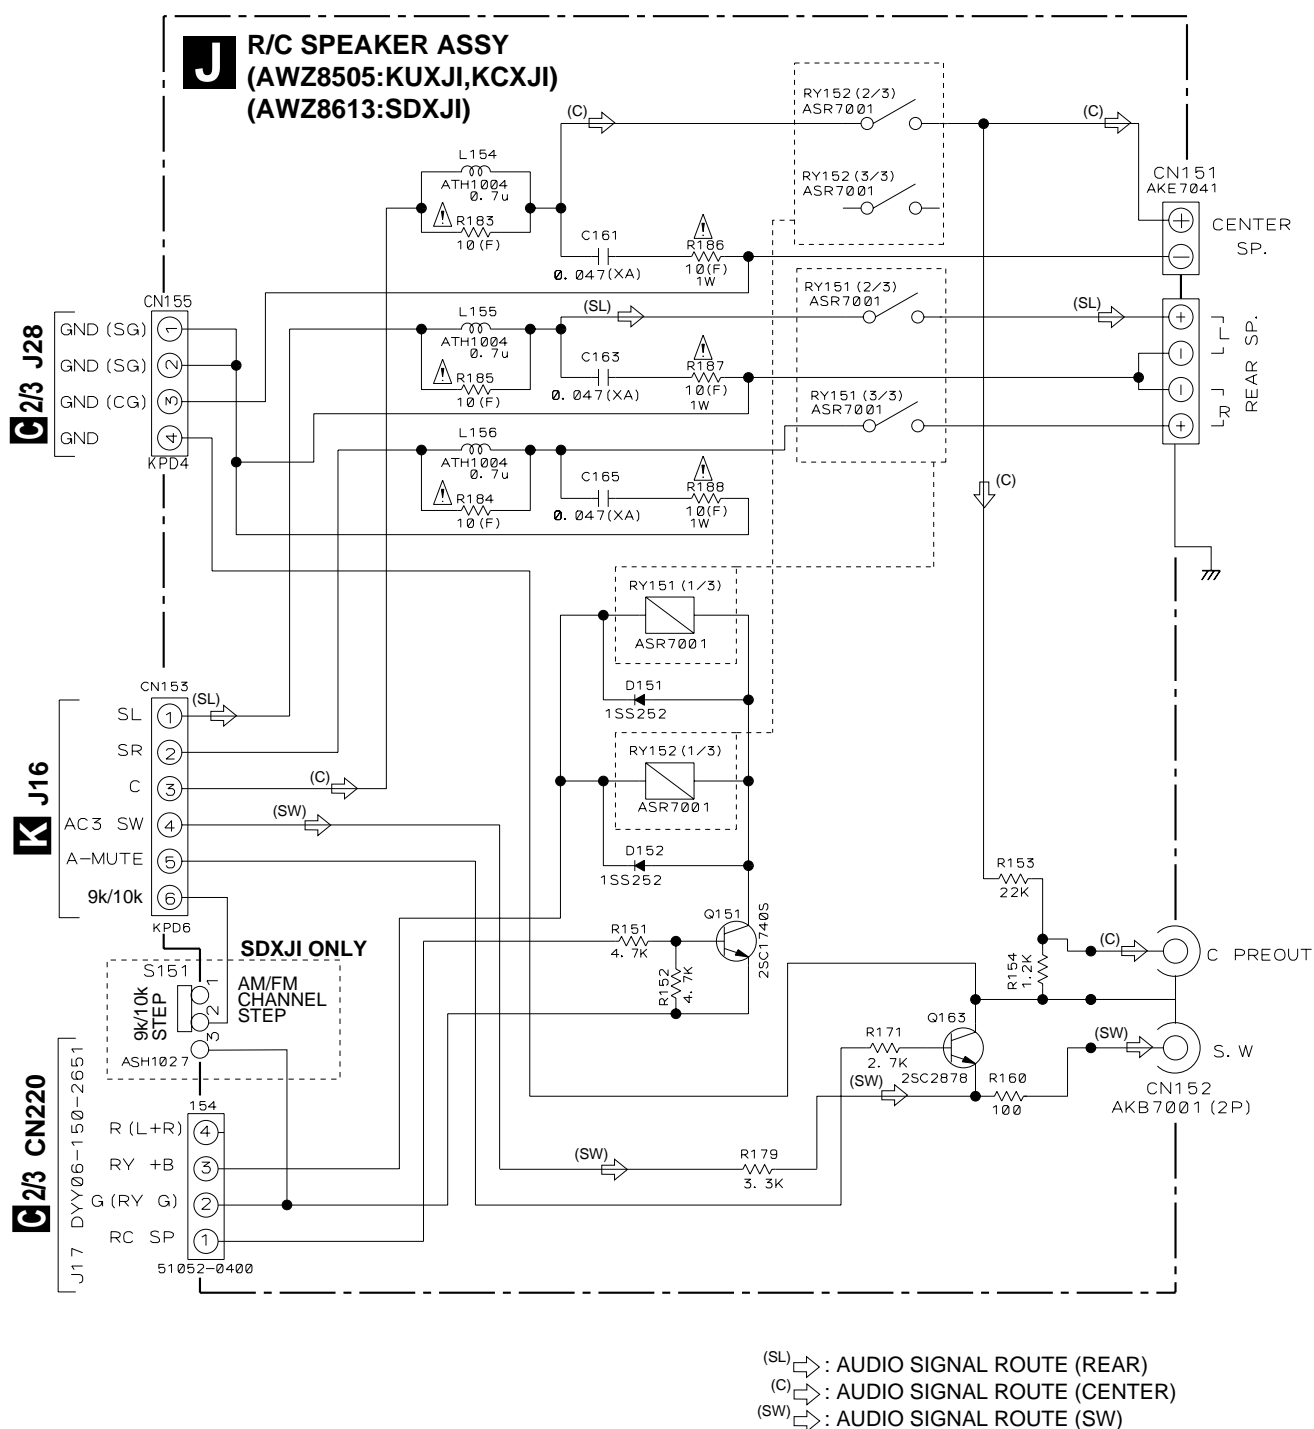 J
R/C SPEAKER ASSY
(AWZ8505:KUXJI,KCXJI)
(AWZ8613:SDXJI)
(C)
RY152 (2/3)
ASR7001
(C)
RY152 (3/3)
ASR7001
CN151
AKE7041
CENTER
SP.
L154
ATH1004
0.7u
R183
10(F)
C161
0.047(XA)
R186
10(F)
1W
CN155
C 2/3 J28
GND (SG)
1
GND (SG)
2
GND (CG)
3
GND
4
KPD4
L155
ATH1004
0.7u
R185
10(F)
(SL)
C163
0.047(XA)
R187
10(F)
1W
RY151 (2/3)
ASR7001
(SL)
RY151 (3/3)
ASR7001
L
R
REAR SP.
L156
ATH1004
0.7u
R184
10(F)
C165
0.047(XA)
R188
10(F)
1W
(C)
RY151 (1/3)
ASR7001
D151
1SS252
RY152 (1/3)
ASR7001
D152
1SS252
CN153
K J16
SL
1
(SL)
SR
2
C
3
(C)
AC3 SW
4
(SW)
A-MUTE
5
9k/10k
6
KPD6
R153
22K
R154
1.2K
(C)
C PREOUT
Q151
2SC1740S
R151
4.7K
R152
4.7K
SDXJI ONLY
S151
9k/10k
STEP
1
2
3
AM/FM
CHANNEL
STEP
ASH1027
Q163
2SC2878
R171
2.7K
(SW)
R160
100
(SW)
S.W
CN152
AKB7001(2P)
C 2/3 CN220
J17 DYY06-150-2651
154
R(L+R)
4
RY +B
3
G(RY G)
2
RC SP
1
51052-0400
(SW)
R179
3.3K
(SL) : AUDIO SIGNAL ROUTE (REAR)
(C) : AUDIO SIGNAL ROUTE (CENTER)
(SW) : AUDIO SIGNAL ROUTE (SW)